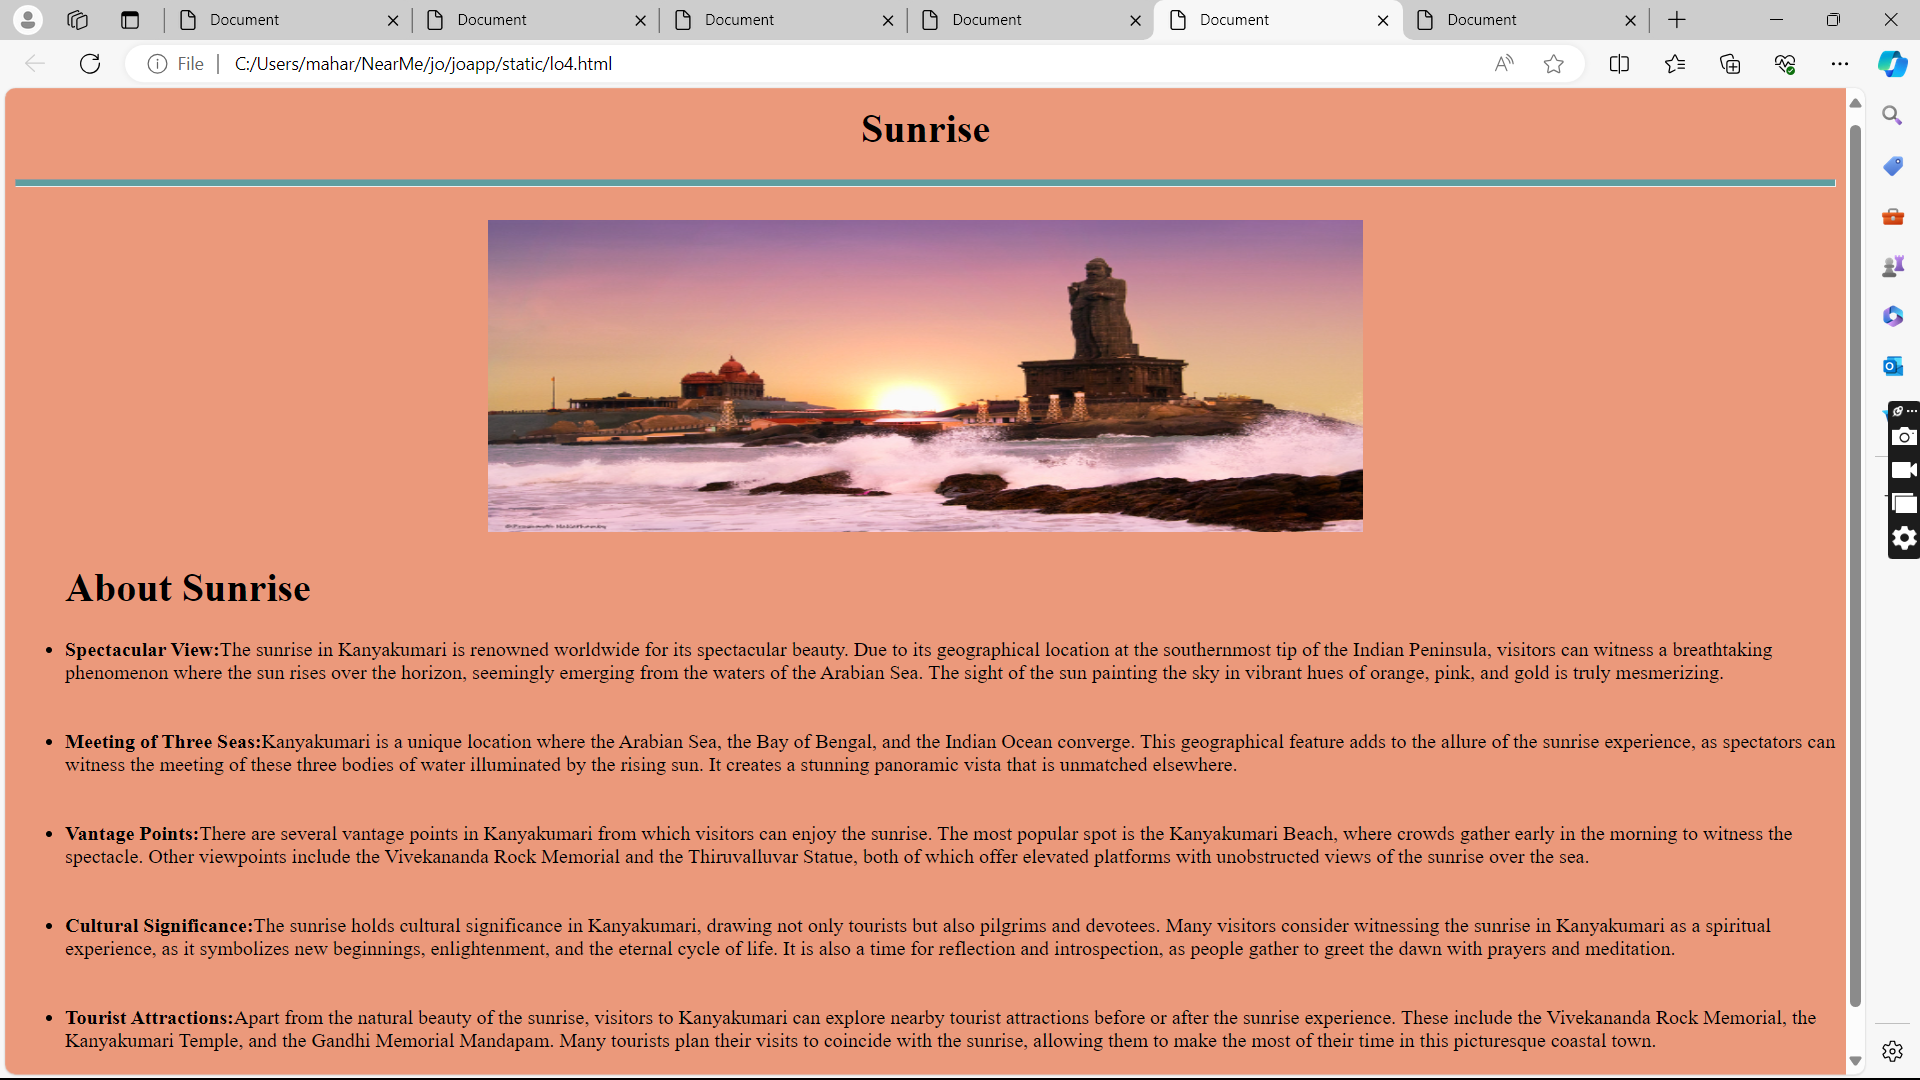 Document
Document
Document
Document
Document
Document
File
C:/Users/mahar/NearMe/jo/joapp/static/lo4.html
Sunrise
About Sunrise
Spectacular View:The sunrise in Kanyakumari is renowned worldwide for its spectacular beauty. Due to its geographical location at the southernmost tip of the Indian Peninsula, visitors can witness a breathtaking
phenomenon where the sun rises over the horizon, seemingly emerging from the waters of the Arabian Sea. The sight of the sun painting the sky in vibrant hues of orange, pink, and gold is truly mesmerizing.
Meeting of Three Seas:Kanyakumari is a unique location where the Arabian Sea, the Bay of Bengal, and the Indian Ocean converge. This geographical feature adds to the allure of the sunrise experience, as spectators can
witness the meeting of these three bodies of water illuminated by the rising sun. It creates a stunning panoramic vista that is unmatched elsewhere.
Vantage Points:There are several vantage points in Kanyakumari from which visitors can enjoy the sunrise. The most popular spot is the Kanyakumari Beach, where crowds gather early in the morning to witness the
spectacle. Other viewpoints include the Vivekananda Rock Memorial and the Thiruvalluvar Statue, both of which offer elevated platforms with unobstructed views of the sunrise over the sea.
Cultural Significance:The sunrise holds cultural significance in Kanyakumari, drawing not only tourists but also pilgrims and devotees. Many visitors consider witnessing the sunrise in Kanyakumari as a spiritual
experience, as it symbolizes new beginnings, enlightenment, and the eternal cycle of life. It is also a time for reflection and introspection, as people gather to greet the dawn with prayers and meditation.
Tourist Attractions:Apart from the natural beauty of the sunrise, visitors to Kanyakumari can explore nearby tourist attractions before or after the sunrise experience. These include the Vivekananda Rock Memorial, the
Kanyakumari Temple, and the Gandhi Memorial Mandapam. Many tourists plan their visits to coincide with the sunrise, allowing them to make the most of their time in this picturesque coastal town.